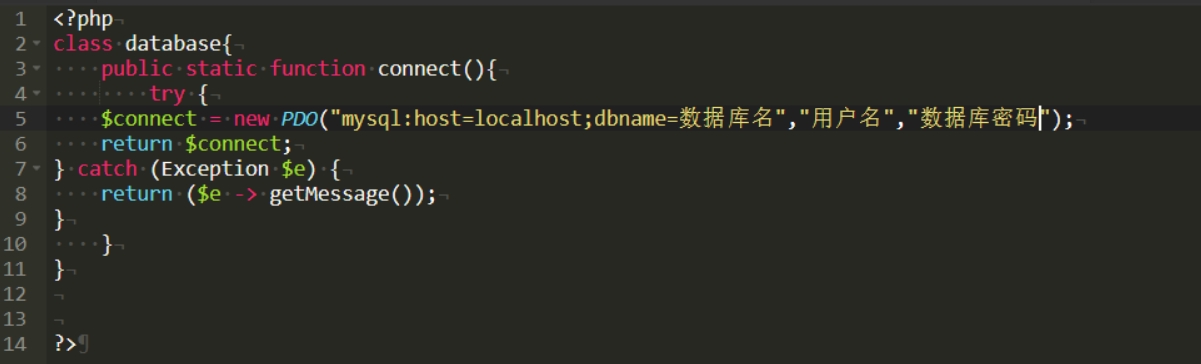 1 <?php
2 class database{
3     public static function connect(){
4         try {
5     $connect = new PDO("mysql:host=localhost;dbname=数据库名","用户名","数据库密码");
6     return $connect;
7 } catch (Exception $e) {
8     return ($e -> getMessage());
9 }
10     }
11 }
12
13
14 ?>